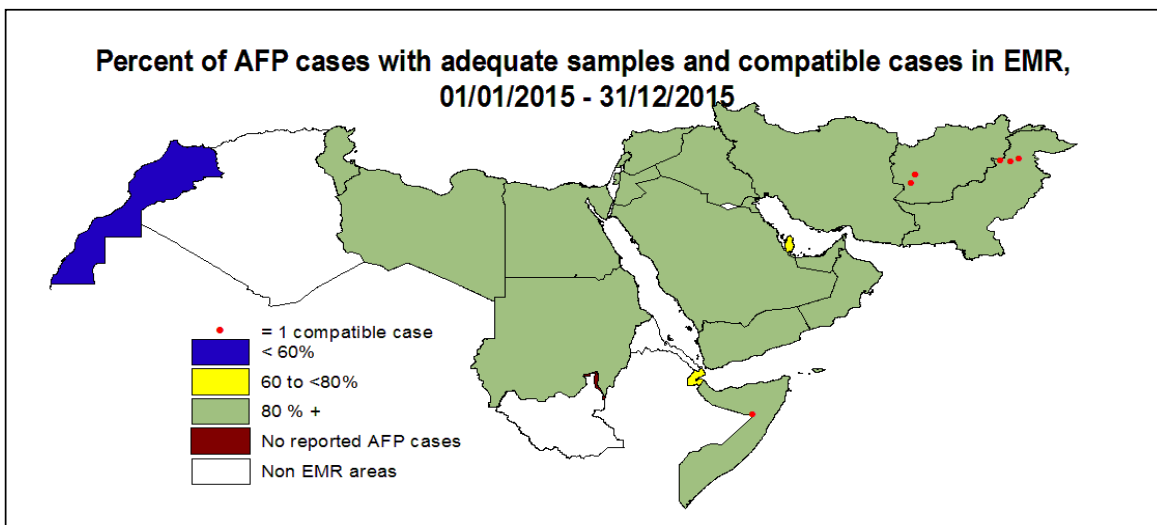 Percent of AFP cases with adequate samples and compatible cases in EMR,
01/01/2015 - 31/12/2015
= 1 compatible case
< 60%
60 to <80%
80 % +
No reported AFP cases
Non EMR areas